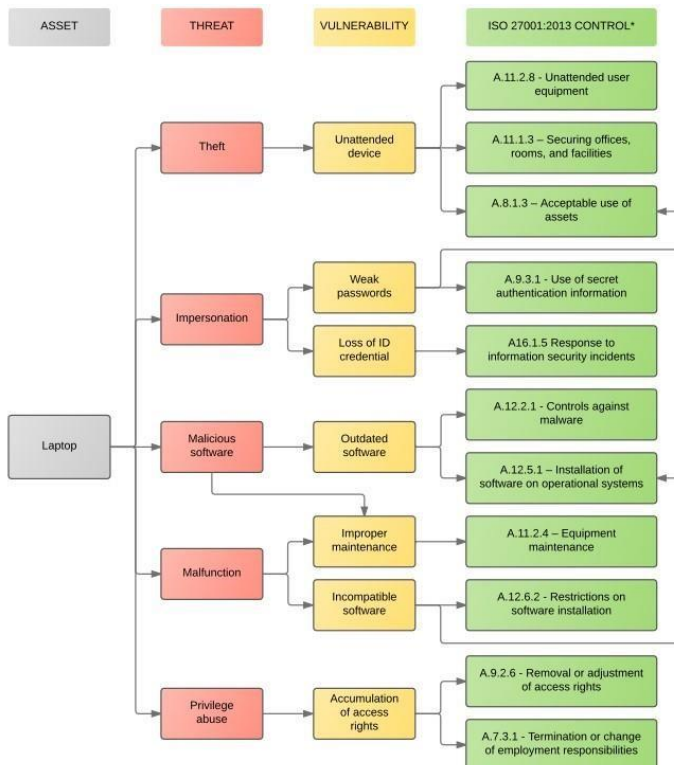 ASSET
THREAT
VULNERABILITY
ISO 27001:2013 CONTROL*
A.11.2.8 - Unattended user
equipment
Theft
Unattended
device
A.11.1.3 – Securing offices,
rooms, and facilities
A.8.1.3 – Acceptable use of
assets
Impersonation
Weak
passwords
A.9.3.1 - Use of secret
authentication information
Loss of ID
credential
A16.1.5 Response to
information security incidents
Laptop
Malicious
software
Outdated
software
A.12.2.1 - Controls against
malware
A.12.5.1 – Installation of
software on operational systems
Malfunction
Improper
maintenance
A.11.2.4 – Equipment
maintenance
Incompatible
software
A.12.6.2 - Restrictions on
software installation
Privilege
abuse
Accumulation
of access
rights
A.9.2.6 - Removal or adjustment
of access rights
A.7.3.1 - Termination or change
of employment responsibilities